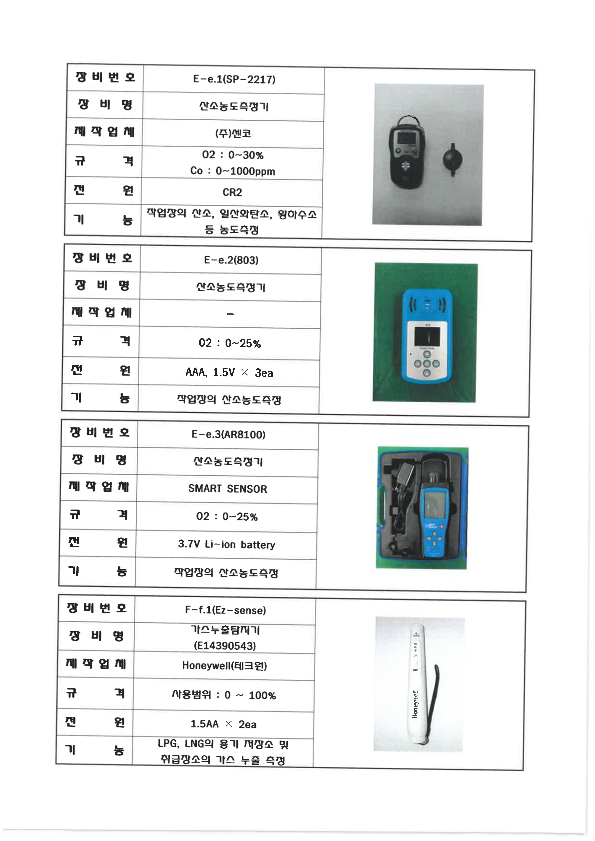 장 비 번 호 E-e.1(SP-2217)
장 비 명 산소농도측정기
제 작 업 체 (주)센코
규 격 O2 : 0~30%
Co : 0~1000ppm
전 원 CR2
기 능 작업장의 산소, 일산화탄소, 황화수소
등 농도측정
장 비 번 호 E-e.2(803)
장 비 명 산소농도측정기
제 작 업 체 -
규 격 O2 : 0~25%
전 원 AAA, 1.5V × 3ea
기 능 작업장의 산소농도측정
장 비 번 호 E-e.3(AR8100)
장 비 명 산소농도측정기
제 작 업 체 SMART SENSOR
규 격 O2 : 0~25%
전 원 3.7V Li-ion battery
기 능 작업장의 산소농도측정
장 비 번 호 F-f.1(Ez-sense)
장 비 명 가스누출탐지기
(E14390543)
제 작 업 체 Honeywell(테크원)
규 격 사용범위 : 0 ~ 100%
전 원 1.5AA × 2ea
기 능 LPG, LNG의 용기 저장소 및
취급장소의 가스 누출 측정
Honeywell